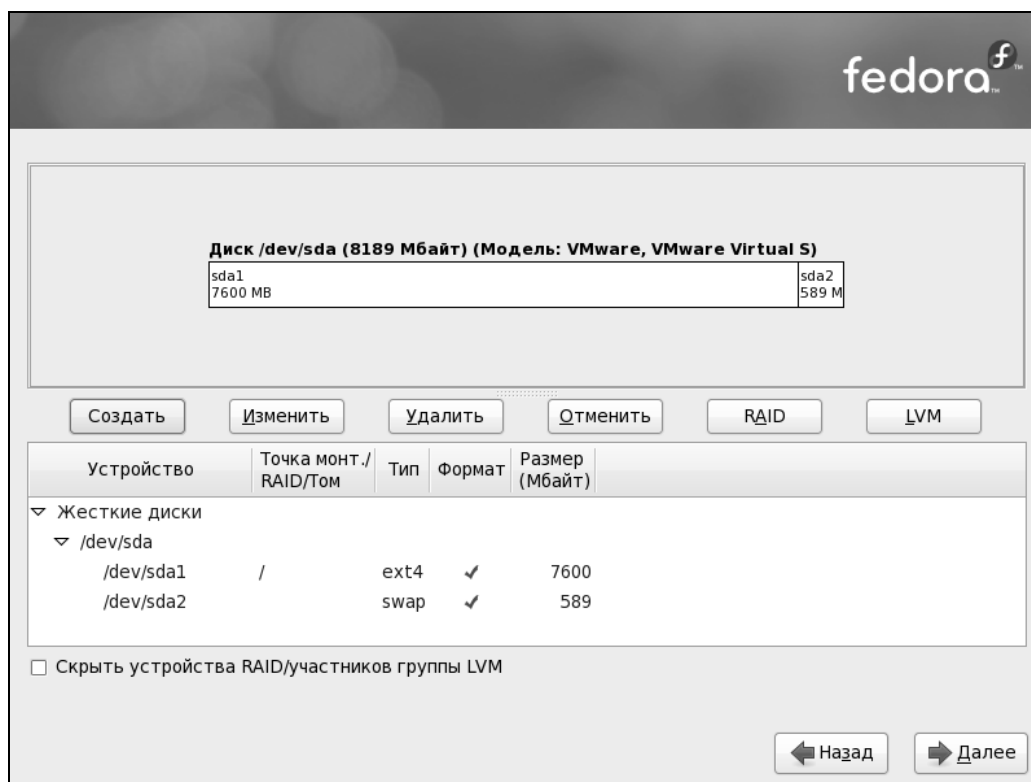 fedora
Диск /dev/sda (8189 Мбайт) (Модель: VMware, VMware Virtual S)
sda1
7600 MB
sda2
589 M
Создать Изменить Удалить Отменить RAID LVM
Устройство Точка монт./ RAID/Том Тип Формат Размер (Мбайт)
Жесткие диски
/dev/sda
/dev/sda1 / ext4 7600
/dev/sda2 swap 589
Скрыть устройства RAID/участников группы LVM
Назад Далее